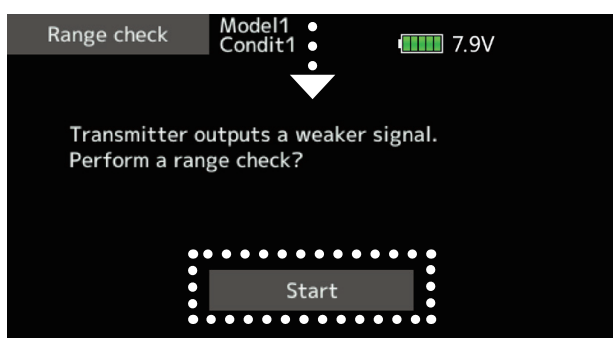 Range check
Model1
Condit1
7.9V
Transmitter outputs a weaker signal.
Perform a range check?
Start